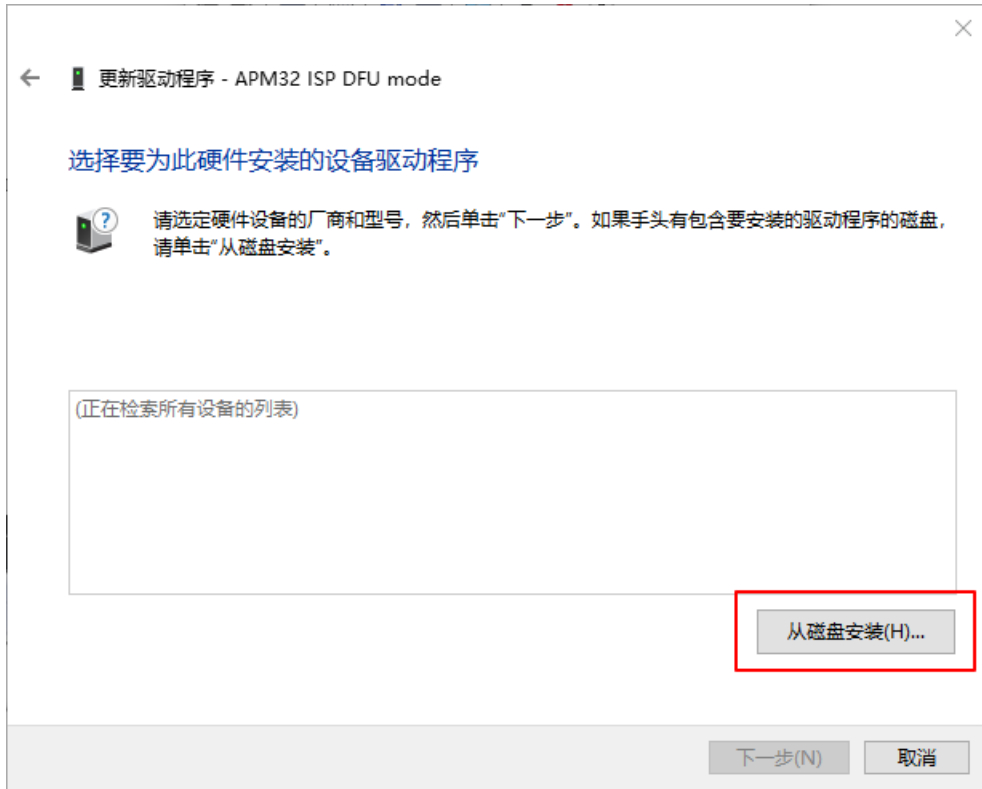 更新驱动程序 - APM32 ISP DFU mode
选择要为此硬件安装的设备驱动程序
请选定硬件设备的厂商和型号，然后单击“下一步”。如果手头有包含要安装的驱动程序的磁盘，
请单击“从磁盘安装”。
(正在检索所有设备的列表)
从磁盘安装(H)...
下一步(N)
取消